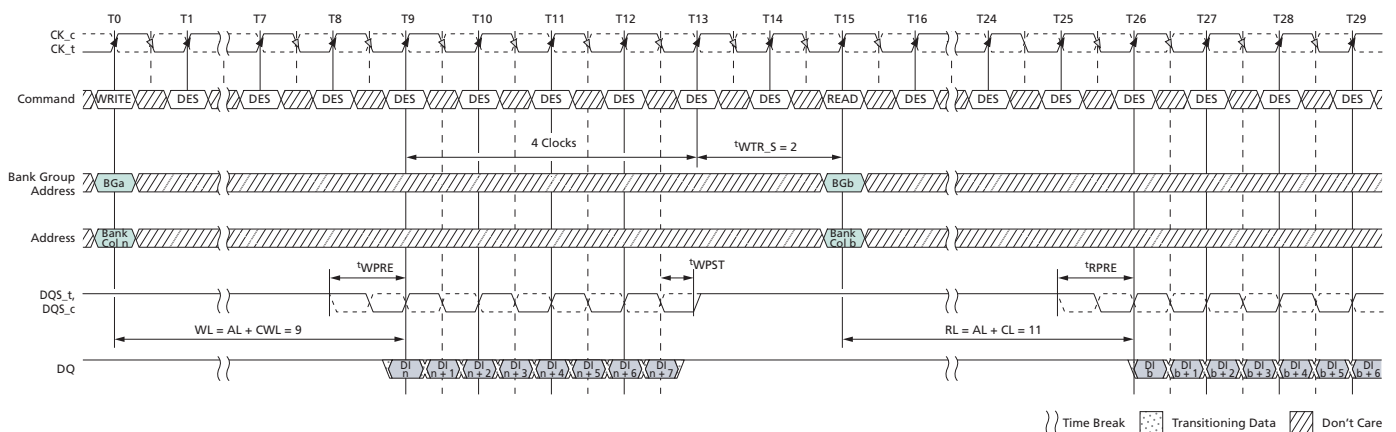 T0 T1 T7 T8 T9 T10 T11 T12 T13 T14 T15 T16 T24 T25 T26 T27 T28 T29
CK_c
CK_t
Command WRITE DES DES DES DES DES DES DES DES DES READ DES DES DES DES DES DES DES
4 Clocks tWTR_S = 2
Bank Group
Address
BGa BGb
Address
Bank
Col n
Bank
Col b
tWPRE tWPST tRPRE
DQS_t,
DQS_c
WL = AL + CWL = 9 RL = AL + CL = 11
DQ
DI
n
DI
n + 1
DI
n + 2
DI
n + 3
DI
n + 4
DI
n + 5
DI
n + 6
DI
n + 7
DI
b
DI
b + 1
DI
b + 2
DI
b + 3
DI
b + 4
DI
b + 5
DI
b + 6
Time Break Transitioning Data Don't Care